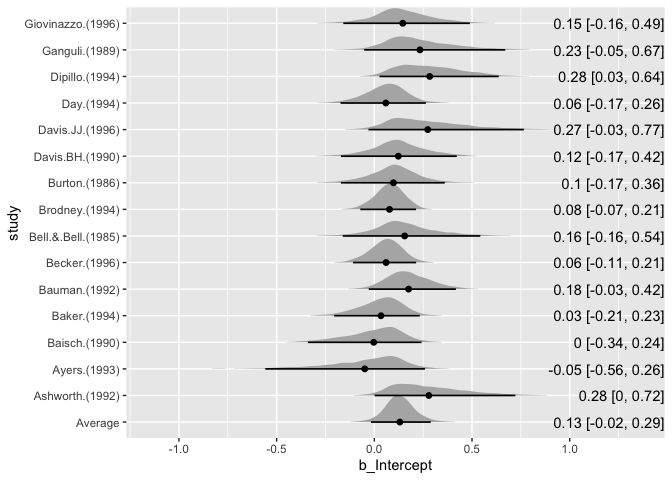 Giovinazzo.(1996) 0.15 [-0.16, 0.49]
Ganguli.(1989) 0.23 [-0.05, 0.67]
Dipillo.(1994) 0.28 [0.03, 0.64]
Day.(1994) 0.06 [-0.17, 0.26]
Davis.JJ.(1996) 0.27 [-0.03, 0.77]
Davis.BH.(1990) 0.12 [-0.17, 0.42]
Burton.(1986) 0.1 [-0.17, 0.36]
Brodney.(1994) 0.08 [-0.07, 0.21]
Bell.&.Bell.(1985) 0.16 [-0.16, 0.54]
Becker.(1996) 0.06 [-0.11, 0.21]
Bauman.(1992) 0.18 [-0.03, 0.42]
Baker.(1994) 0.03 [-0.21, 0.23]
Baisch.(1990) 0 [-0.34, 0.24]
Ayers.(1993) -0.05 [-0.56, 0.26]
Ashworth.(1992) 0.28 [0, 0.72]
Average 0.13 [-0.02, 0.29]
study
-1.0 -0.5 0.0 0.5 1.0
b_Intercept